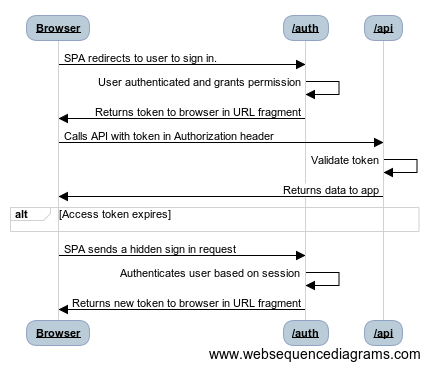 Browser /auth /api
SPA redirects to user to sign in.
User authenticated and grants permission
Returns token to browser in URL fragment
Calls API with token in Authorization header
Validate token
Returns data to app
alt [Access token expires]
SPA sends a hidden sign in request
Authenticates user based on session
Returns new token to browser in URL fragment
Browser /auth /api
www.websequencediagrams.com